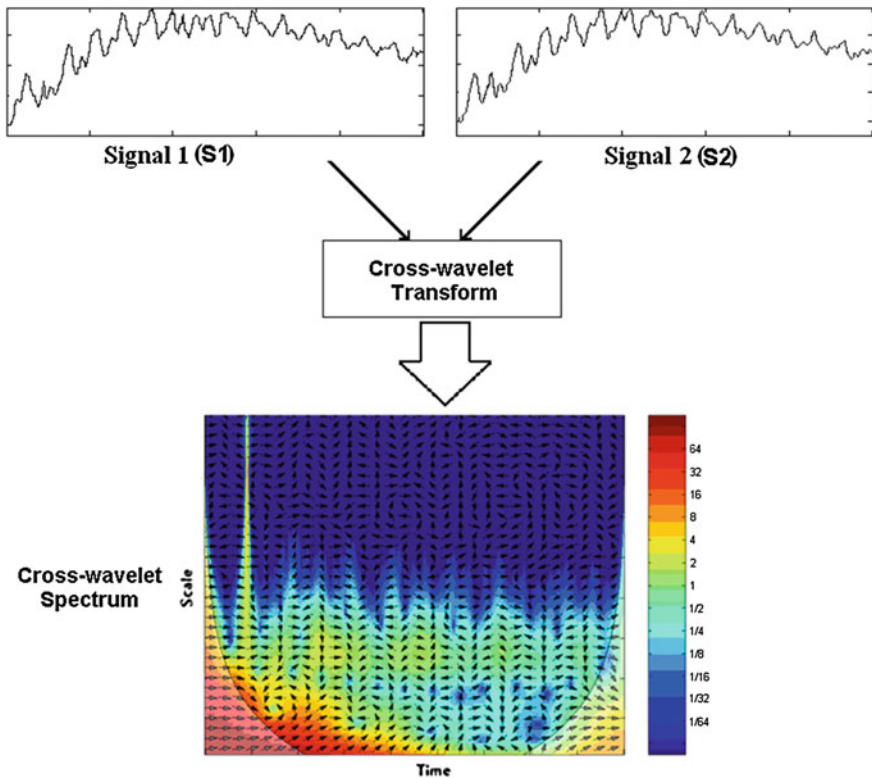 Signal 1 (S1)
Signal 2 (S2)
Cross-wavelet
Transform
Cross-wavelet
Spectrum
Scale
Time
64
32
16
8
4
2
1
1/2
1/4
1/8
1/16
1/32
1/64